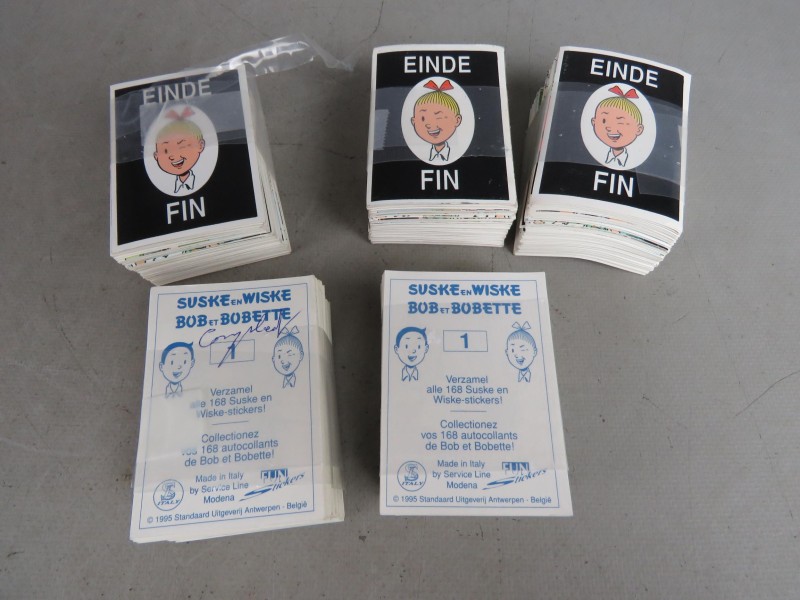 EINDE
FIN
EINDE
FIN
EINDE
FIN
SUSKE EN WISKE
BOB ET BOBETTE
Compleet
1
Verzamel
alle 168 Suske en
Wiske-stickers!
Collectionez
vos 168 autocollants
de Bob et Bobette!
Made in Italy
by Service Line
Modena
FUN
Stickers
ITALY
© 1995 Standaard Uitgeverij Antwerpen - België
SUSKE EN WISKE
BOB ET BOBETTE
1
Verzamel
alle 168 Suske en
Wiske-stickers!
Collectionez
vos 168 autocollants
de Bob et Bobette!
Made in Italy
by Service Line
Modena
FUN
Stickers
ITALY
© 1995 Standaard Uitgeverij Antwerpen - België